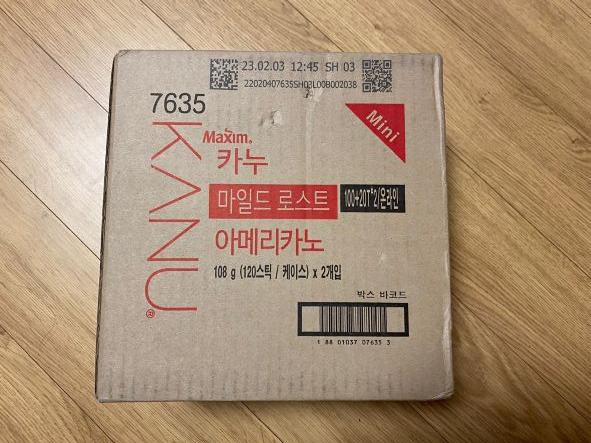 23.02.03 12:45 SH 03
22020407635SH03L00B002038
7635
Mini
KANU®
Maxim®
카누
마일드 로스트
100+20T*2/온라인
아메리카노
108 g (120스틱 / 케이스) x 2개입
박스 바코드
1 88 01037 07635 3